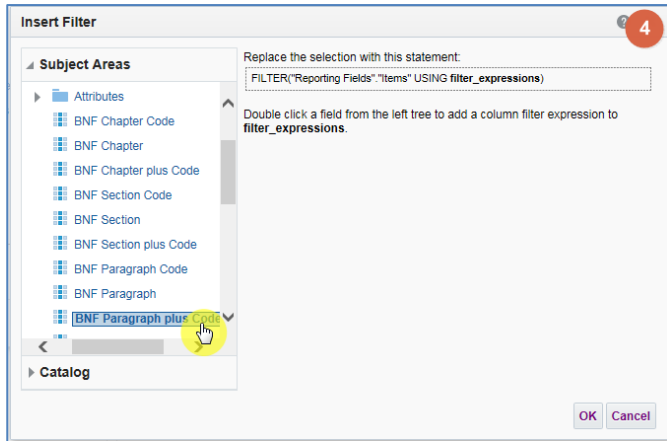 Insert Filter
4
Subject Areas
Replace the selection with this statement:
FILTER("Reporting Fields"."Items" USING filter_expressions)
Double click a field from the left tree to add a column filter expression to
filter_expressions.
Attributes
BNF Chapter Code
BNF Chapter
BNF Chapter plus Code
BNF Section Code
BNF Section
BNF Section plus Code
BNF Paragraph Code
BNF Paragraph
BNF Paragraph plus Code
Catalog
OK Cancel